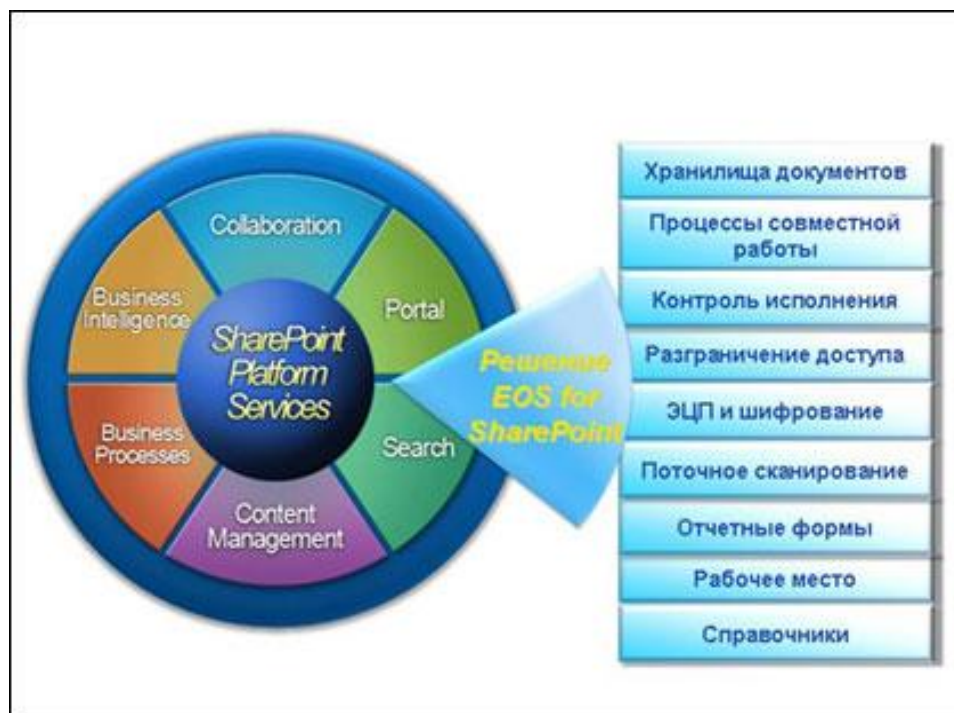 Collaboration
Business
Intelligence
Portal
SharePoint
Platform
Services
Business
Processes
Search
Content
Management
Решение
EOS for
SharePoint
Хранилища документов
Процессы совместной
работы
Контроль исполнения
Разграничение доступа
ЭЦП и шифрование
Поточное сканирование
Отчетные формы
Рабочее место
Справочники